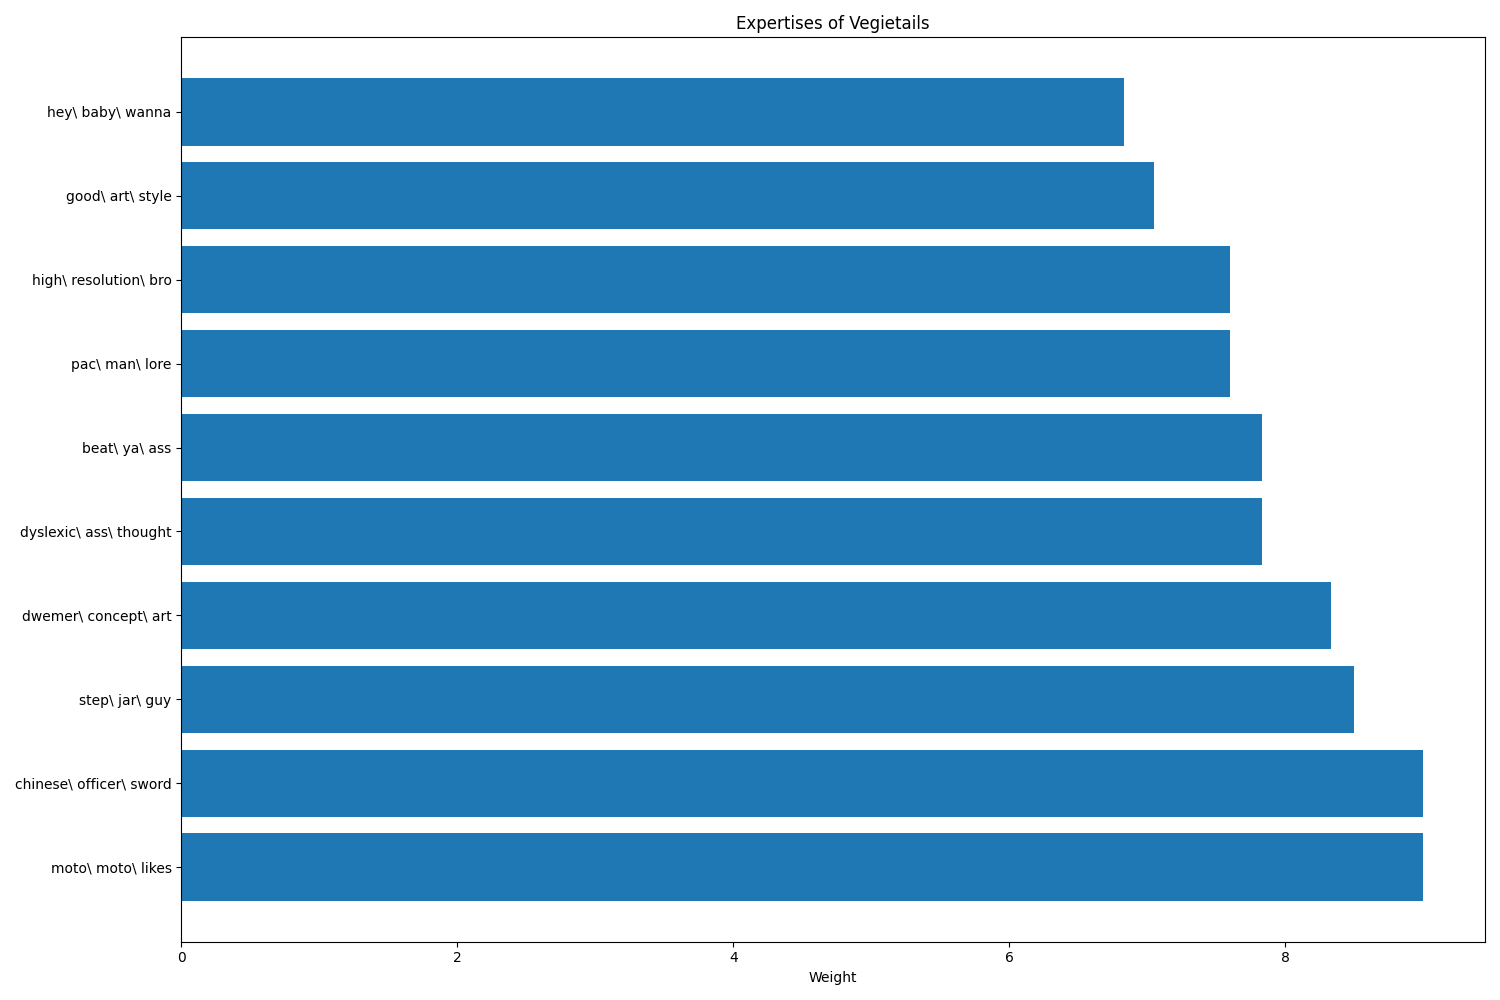 Expertises of Vegietails
hey\ baby\ wanna
good\ art\ style
high\ resolution\ bro
pac\ man\ lore
beat\ ya\ ass
dyslexic\ ass\ thought
dwemer\ concept\ art
step\ jar\ guy
chinese\ officer\ sword
moto\ moto\ likes
0 2 4 6 8
Weight